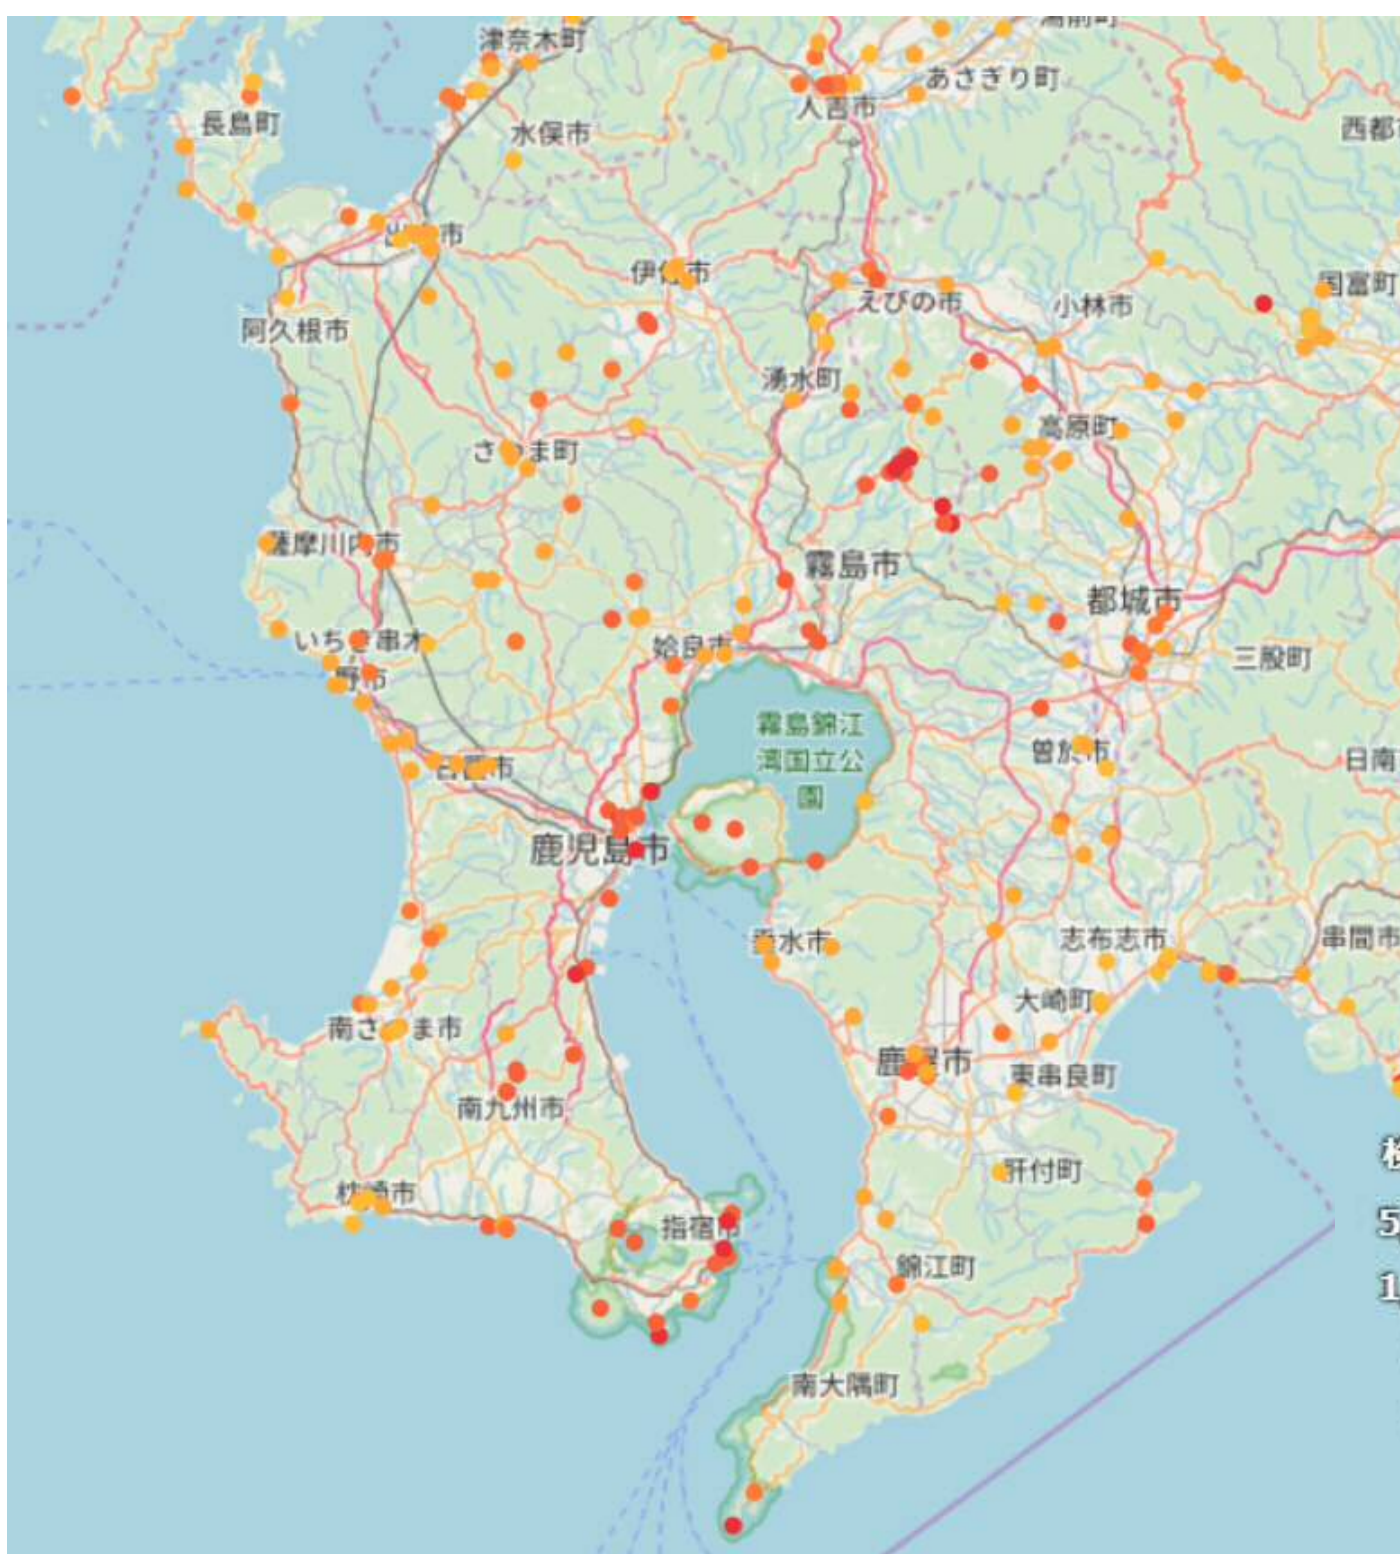 津奈木町
湯前町
あさぎり町
人吉市
長島町
水俣市
西都
伊佐市
国富町
えびの市
小林市
阿久根市
湧水町
高原町
さつま町
薩摩川内市
霧島市
都城市
いちき串木
野市
姶良市
三股町
霧島錦江
湾国立公
園
曽於市
日南
鹿児島市
垂水市
志布志市
串間市
大崎町
南さつま市
鹿屋市
東串良町
南九州市
肝付町
枕崎市
指宿市
5
錦江町
1
南大隅町